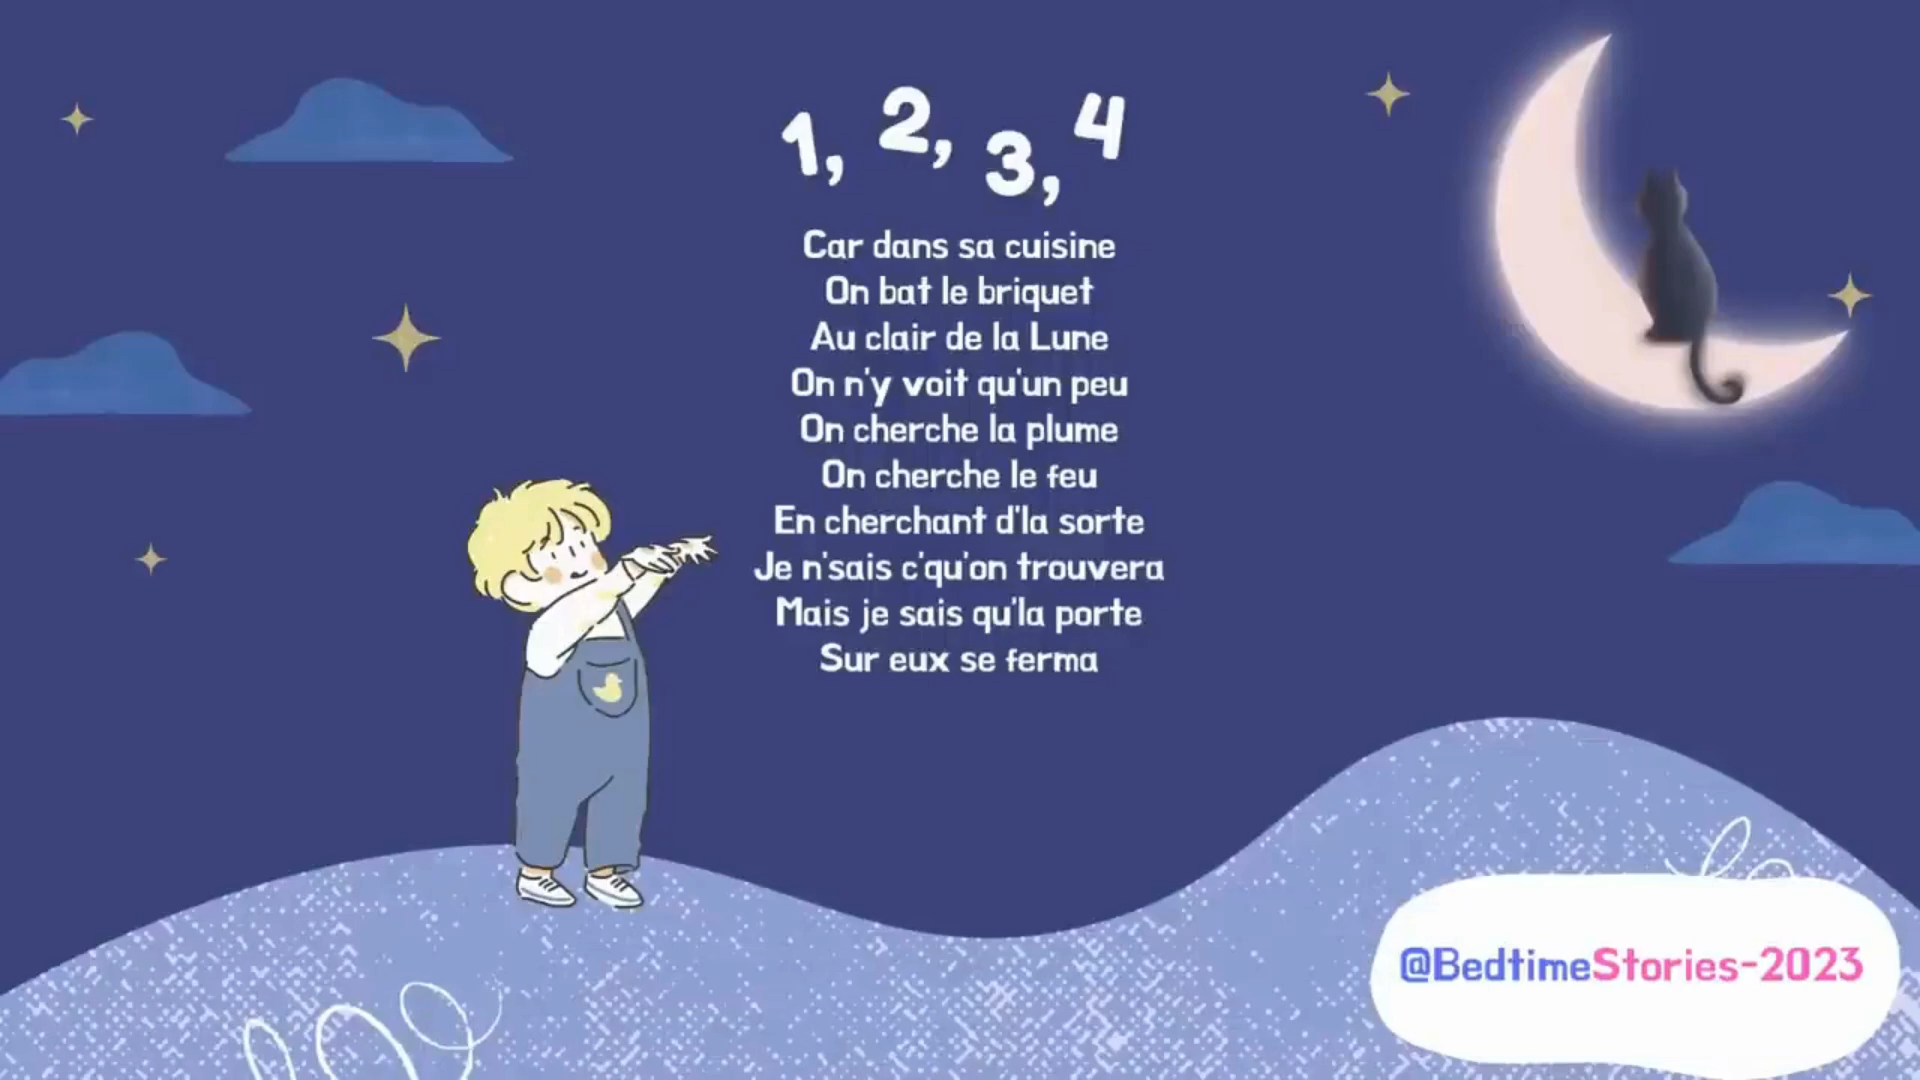 1, 2, 3, 4
Car dans sa cuisine
On bat le briquet
Au clair de la Lune
On n'y voit qu'un peu
On cherche la plume
On cherche le feu
En cherchant d'la sorte
Je n'sais c'qu'on trouvera
Mais je sais qu'la porte
Sur eux se ferma
@BedtimeStories-2023